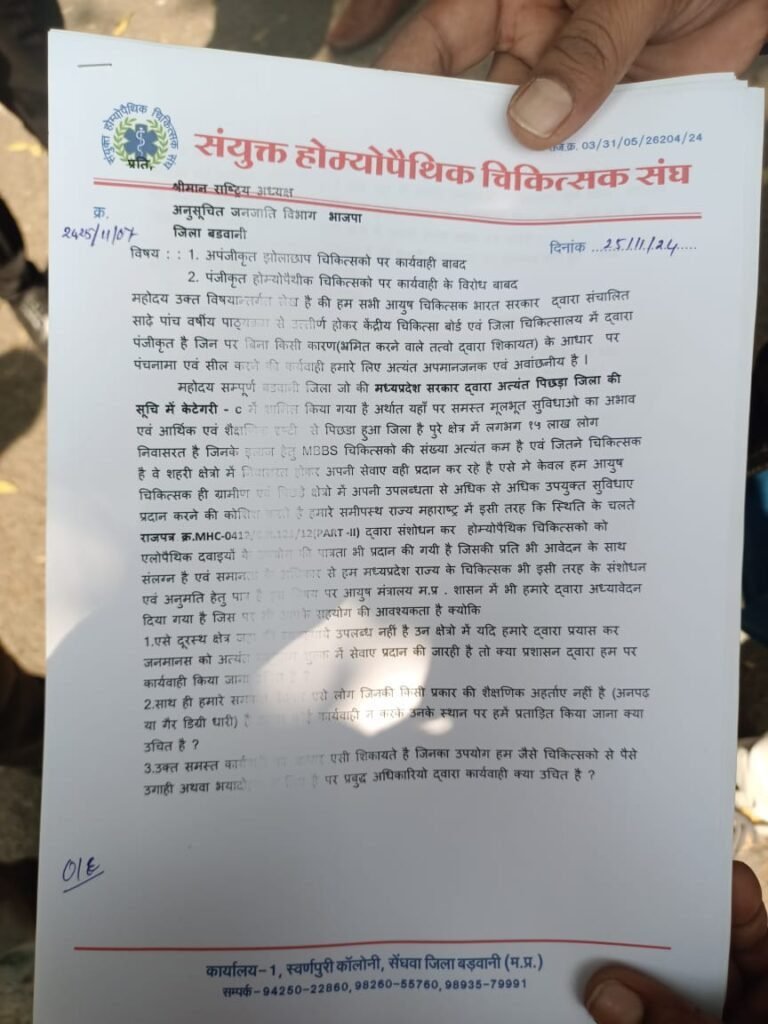 संयुक्त होम्योपैथिक चिकित्सक संघ
03/31/05/26204/24
संयुक्त होम्योपैथिक चिकित्सक संघ
प्रति,
श्रीमान राष्ट्रिय अध्यक्ष
क्र.
अनुसूचित जनजाति विभाग भाजपा
जिला बडवानी
दिनांक ...25/11/24.....
विषय : : 1. अपंजीकृत झोलाछाप चिकित्सको पर कार्यवाही बाबद
2. पंजीकृत होम्योपैथीक चिकित्सको पर कार्यवाही के विरोध बाबद
महोदय उक्त विषयान्तर्गत लेख है की हम सभी आयुष चिकित्सक भारत सरकार द्वारा संचालित
साढ़े पांच वर्षीय पाठ्यक्रम से उत्तीर्ण होकर केंद्रीय चिकित्सा बोर्ड एवं जिला चिकित्सालय में द्वारा
पंजीकृत है जिन पर बिना किसी कारण(भ्रमित करने वाले तत्वो द्वारा शिकायत) के आधार पर
पंचनामा एवं सील करने की कार्यवाही हमारे लिए अत्यंत अपमानजनक एवं अवांछनीय है l
महोदय सम्पूर्ण बडवानी जिला जो की मध्यप्रदेश सरकार द्वारा अत्यंत पिछड़ा जिला की
सूचि में केटेगरी - c में शामिल किया गया है अर्थात यहाँ पर समस्त मूलभूत सुविधाओ का अभाव
एवं आर्थिक एवं शैक्षणिक से पिछडा हुआ जिला है पुरे क्षेत्र में लगभग १५ लाख लोग
निवासरत है जिनके इलाज हेतु MBBS चिकित्सको की संख्या अत्यंत कम है एवं जितने चिकित्सक
है वे शहरी क्षेत्रो में निवासरत होकर अपनी सेवाए वही प्रदान कर रहे है एसे मे केवल हम आयुष
चिकित्सक ही ग्रामीण एवं क्षेत्रो में अपनी उपलब्धता से अधिक से अधिक उपयुक्त सुविधाए
प्रदान करने की है हमारे समीपस्थ राज्य महाराष्ट्र में इसी तरह कि स्थिति के चलते
राजपत्र क्र.MHC-0412/ /12(PART -II) द्वारा संशोधन कर होम्योपैथिक चिकित्सको को
एलोपैथिक दवाइयों पात्रता भी प्रदान की गयी है जिसकी प्रति भी आवेदन के साथ
संलग्न है एवं से हम मध्यप्रदेश राज्य के चिकित्सक भी इसी तरह के संशोधन
एवं अनुमति हेतु पात्र पर आयुष मंत्रालय म.प्र . शासन में भी हमारे द्वारा अध्यावेदन
दिया गया है जिस पर सहयोग की आवश्यकता है क्योकि
1.एसे दूरस्थ क्षेत्र उपलब्ध नहीं है उन क्षेत्रो में यदि हमारे द्वारा प्रयास कर
जनमानस को अत्यंत में सेवाए प्रदान की जारही है तो क्या प्रशासन द्वारा हम पर
कार्यवाही किया जाना
2.साथ ही हमारे एसे लोग जिनकी किसी प्रकार की शैक्षणिक अहर्ताए नहीं है (अनपढ़
या गैर डिग्री धारी) कार्यवाही न करके उनके स्थान पर हमें प्रताड़ित किया जाना क्या
उचित है ?
3.उक्त समस्त एसी शिकायते है जिनका उपयोग हम जैसे चिकित्सको से पैसे
उगाही अथवा पर प्रबुद्ध अधिकारियो द्वारा कार्यवाही क्या उचित है ?
कार्यालय-1, स्वर्णपुरी कॉलोनी, सेंधवा जिला बड़वानी (म.प्र.)
सम्पर्क-94250-22860, 98260-55760, 98935-79991